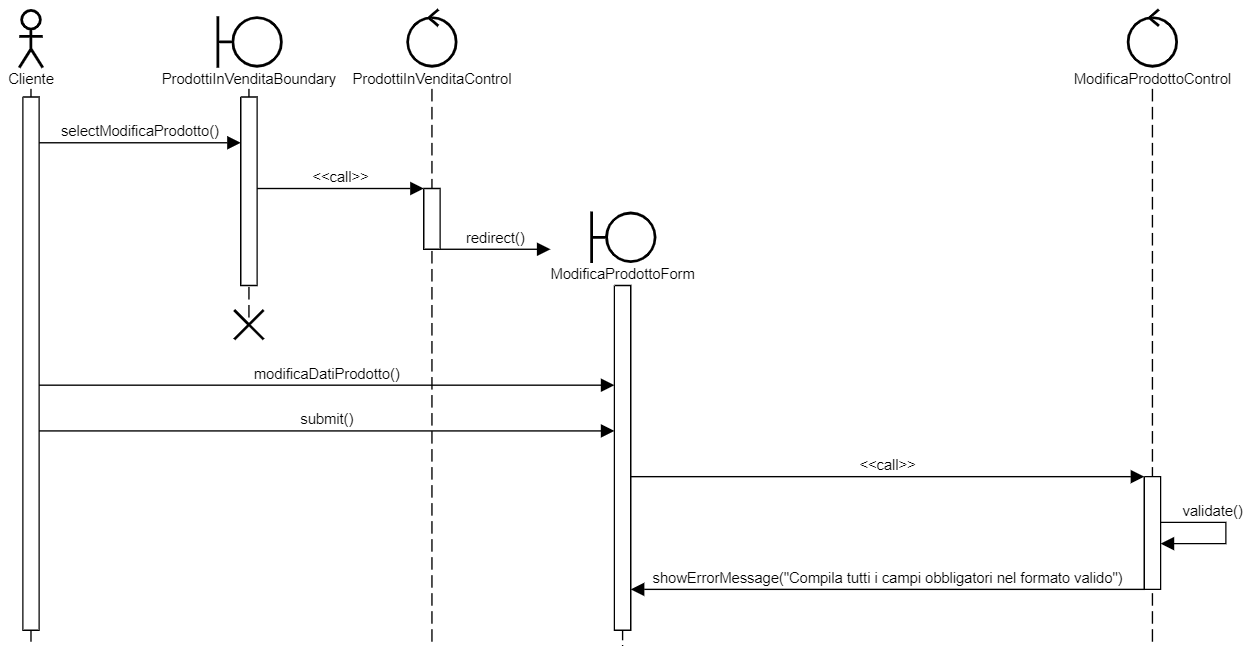 Cliente
ProdottiInVenditaBoundary
ProdottiInVenditaControl
ModificaProdottoControl
selectModificaProdotto()
<<call>>
redirect()
ModificaProdottoForm
modificaDatiProdotto()
submit()
<<call>>
validate()
showErrorMessage("Compila tutti i campi obbligatori nel formato valido")